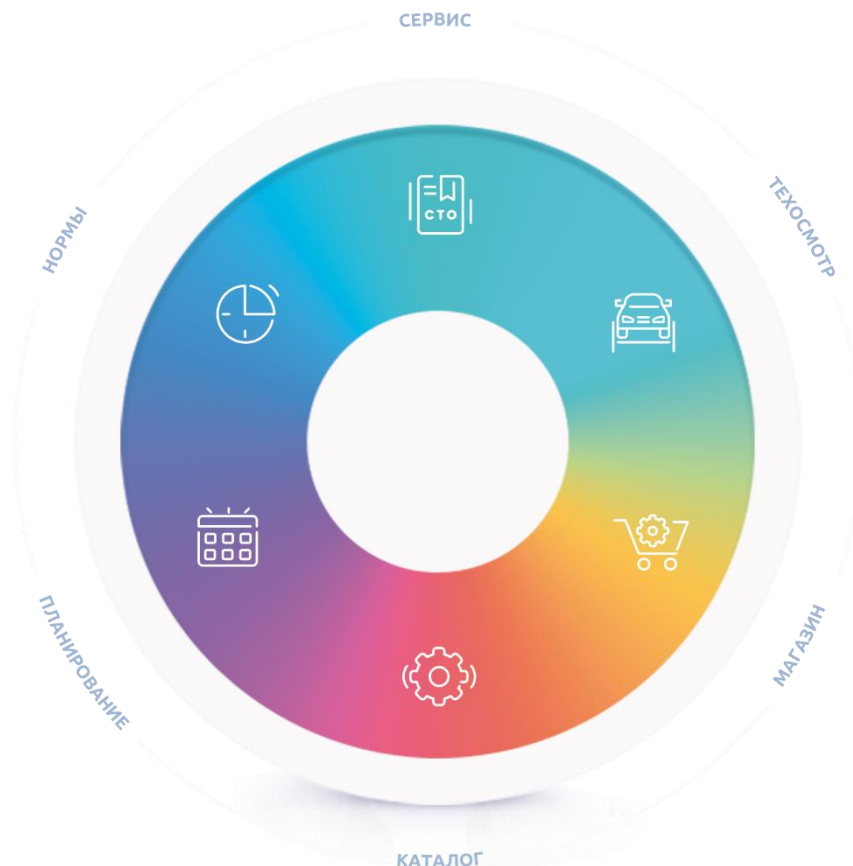 СЕРВИС
ТЕХОСМОТР
МАГАЗИН
КАТАЛОГ
ПЛАНИРОВАНИЕ
НОРМЫ
СТО